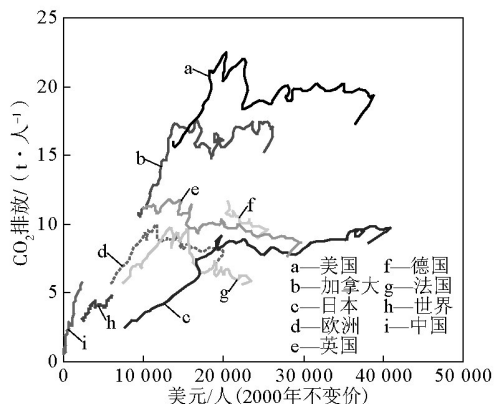 25
20
15
10
5
0
CO₂排放/（t·人⁻¹）
a
b
c
d
e
f
g
h
i
a—美国 f—德国
b—加拿大 g—法国
c—日本 h—世界
d—欧洲 i—中国
e—英国
0 10 000 20 000 30 000 40 000 50 000
美元/人(2000年不变价)